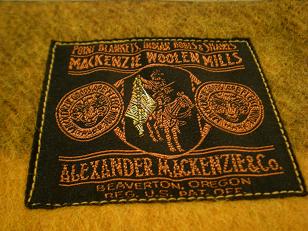 POINT BLANKETS, INDIAN ROBES & SHAWLS
MACKENZIE WOOLEN MILLS
ALEXANDER MACKENZIE & Co.
BEAVERTON, OREGON
REG. U.S. PAT. OFF.